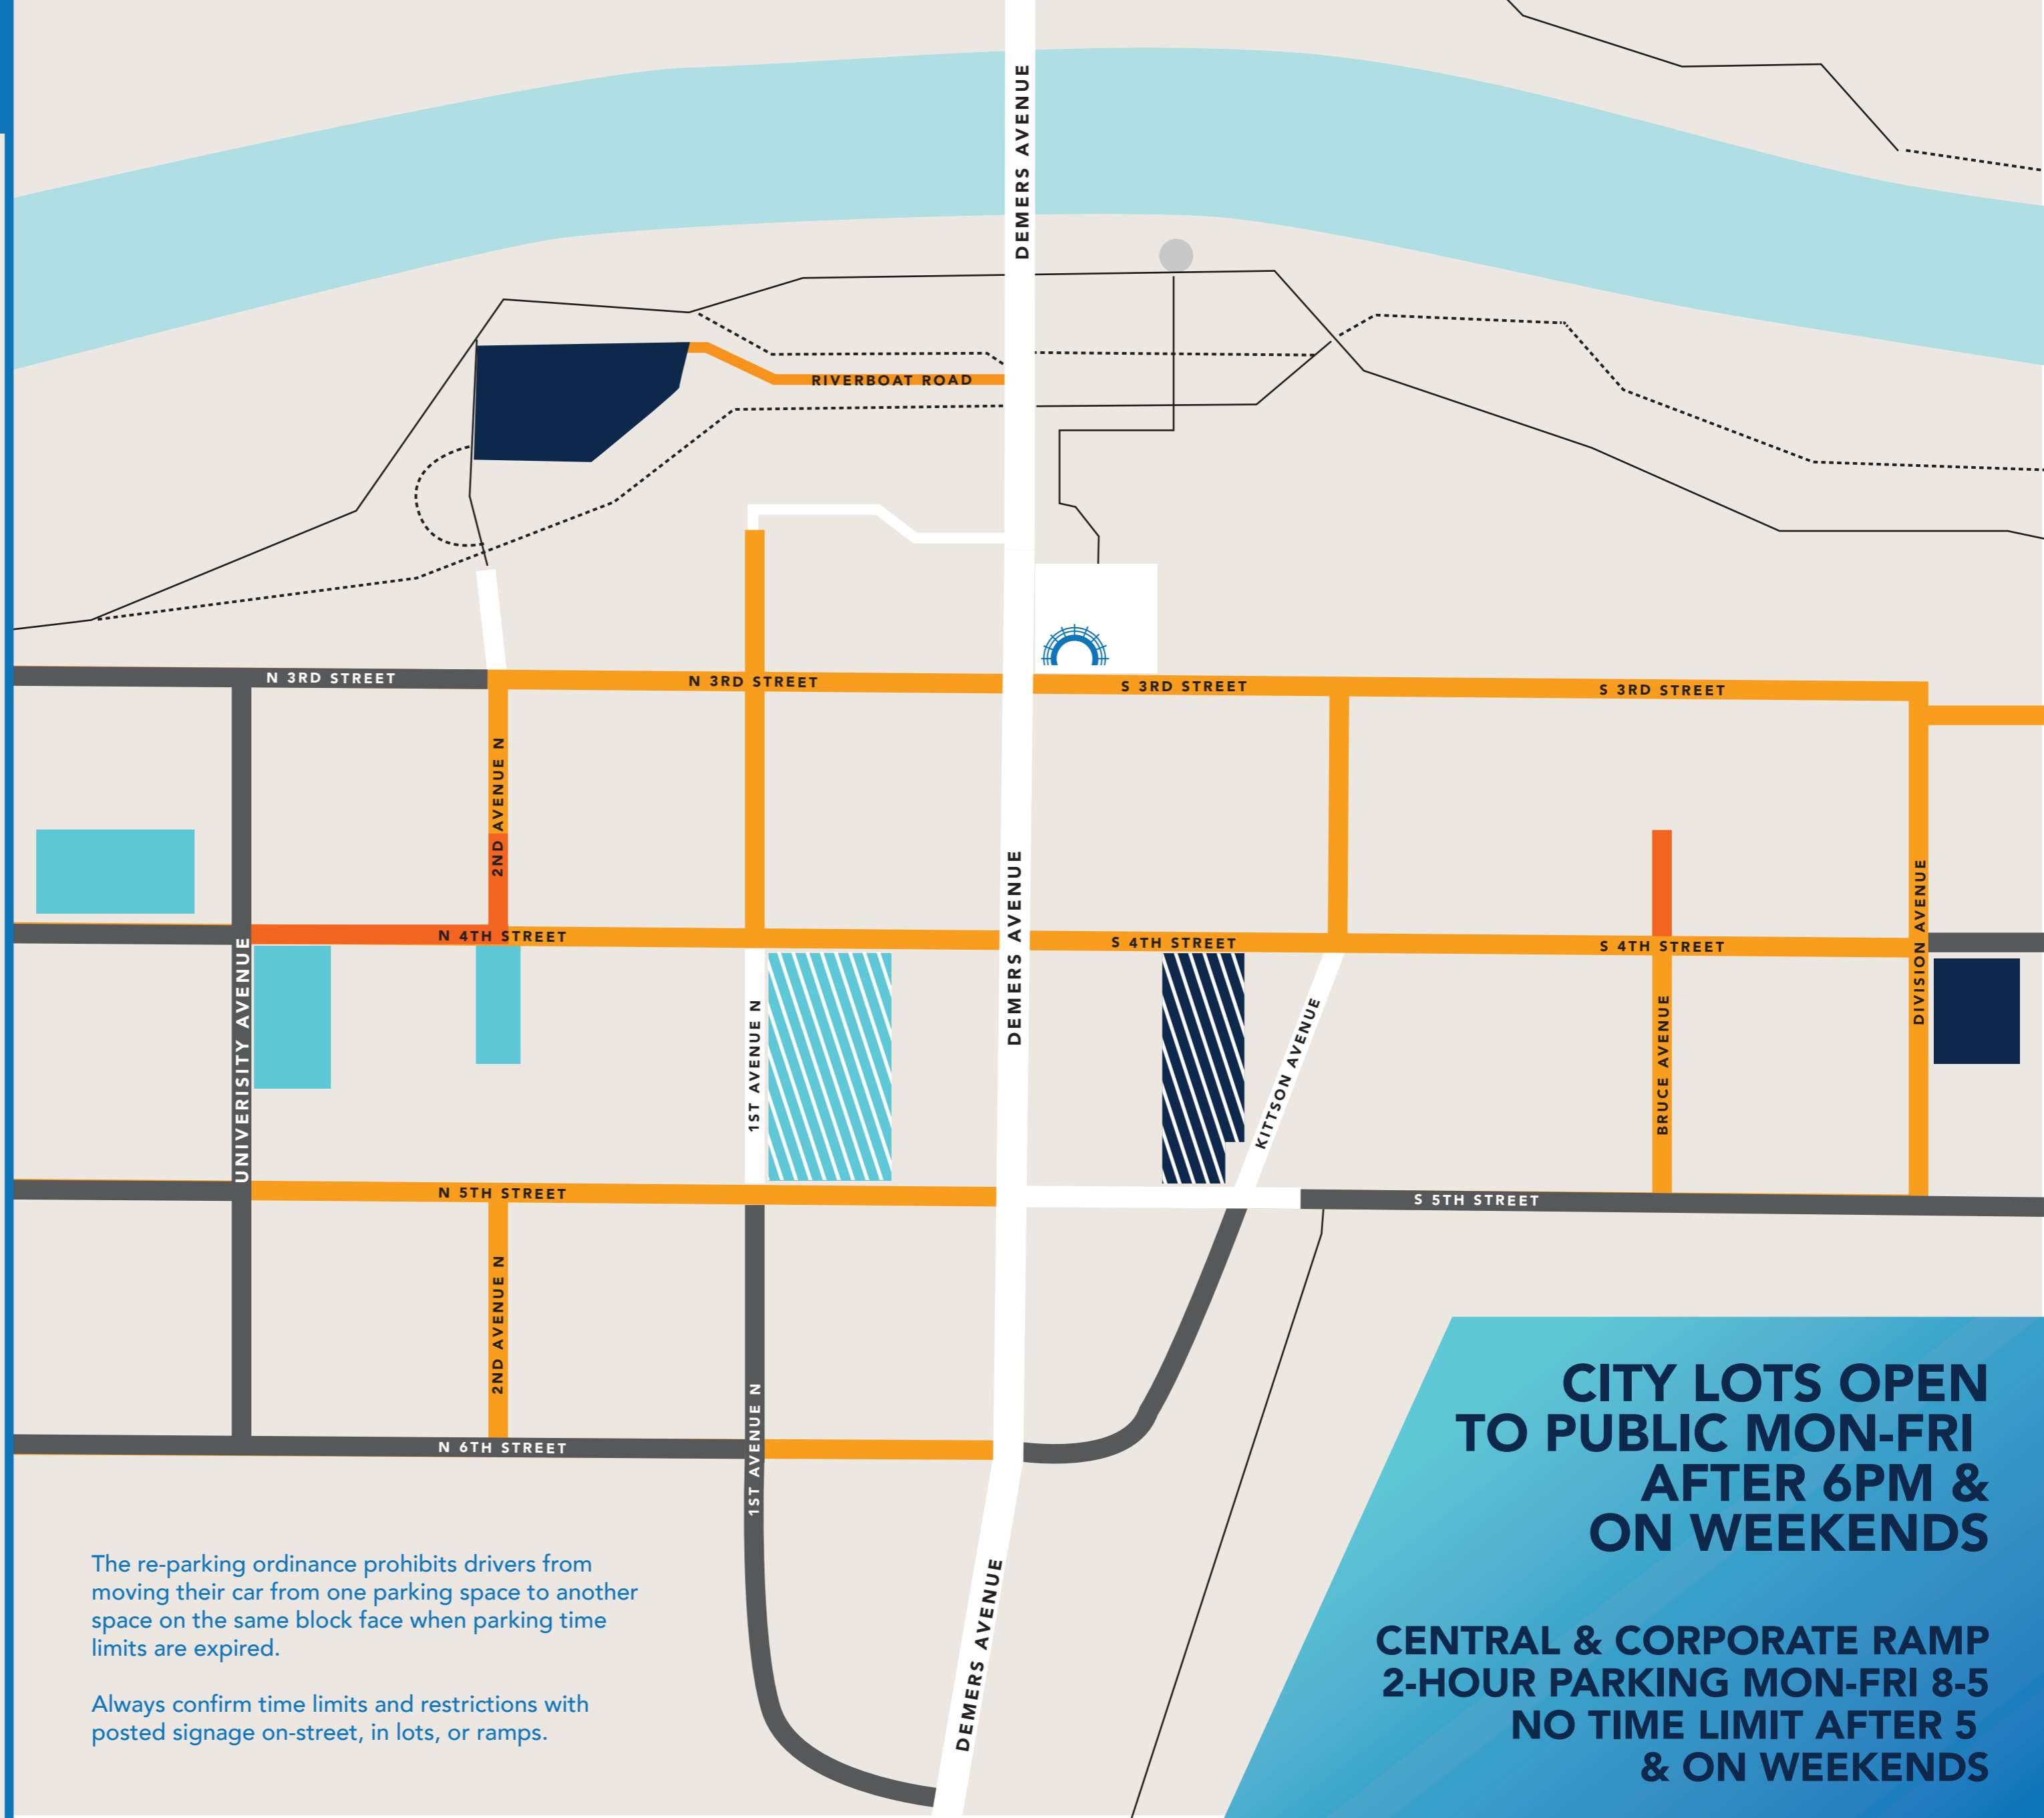 DEMERS AVENUE
RIVERBOAT ROAD
N 3RD STREET
N 3RD STREET
S 3RD STREET
S 3RD STREET
2ND AVENUE N
N 4TH STREET
S 4TH STREET
S 4TH STREET
DEMERS AVENUE
DIVISION AVENUE
UNIVERISITY AVENUE
1ST AVENUE N
KITTSON AVENUE
BRUCE AVENUE
N 5TH STREET
S 5TH STREET
2ND AVENUE N
1ST AVENUE N
N 6TH STREET
DEMERS AVENUE
CITY LOTS OPEN
TO PUBLIC MON-FRI
AFTER 6PM &
ON WEEKENDS
CENTRAL & CORPORATE RAMP
2-HOUR PARKING MON-FRI 8-5
NO TIME LIMIT AFTER 5
& ON WEEKENDS
The re-parking ordinance prohibits drivers from
moving their car from one parking space to another
space on the same block face when parking time
limits are expired.
Always confirm time limits and restrictions with
posted signage on-street, in lots, or ramps.